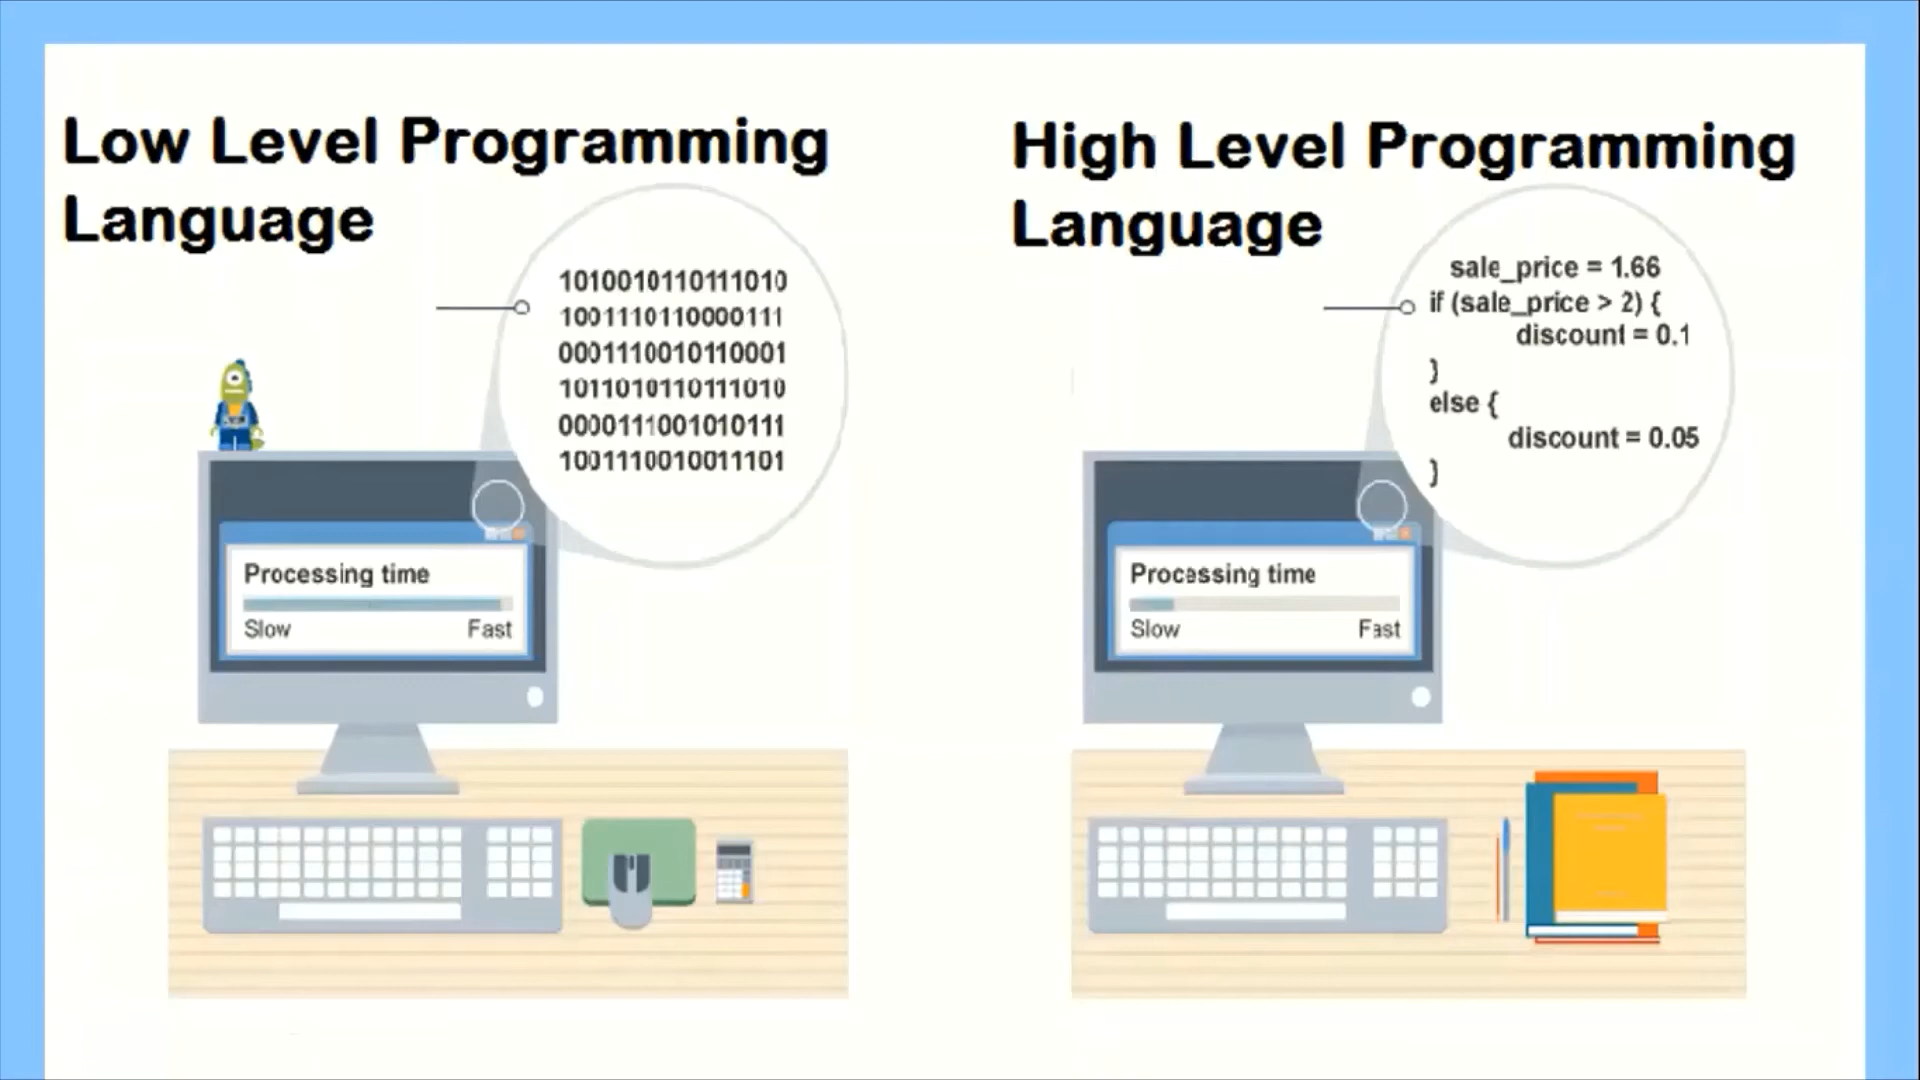 Low Level Programming
Language
1010010110111010
1001110110000111
0001110010110001
1011010110111010
0000111001010111
1001110010011101
Processing time
Slow Fast
High Level Programming
Language
sale_price = 1.66
if (sale_price > 2) {
discount = 0.1
}
else {
discount = 0.05
}
Processing time
Slow Fast